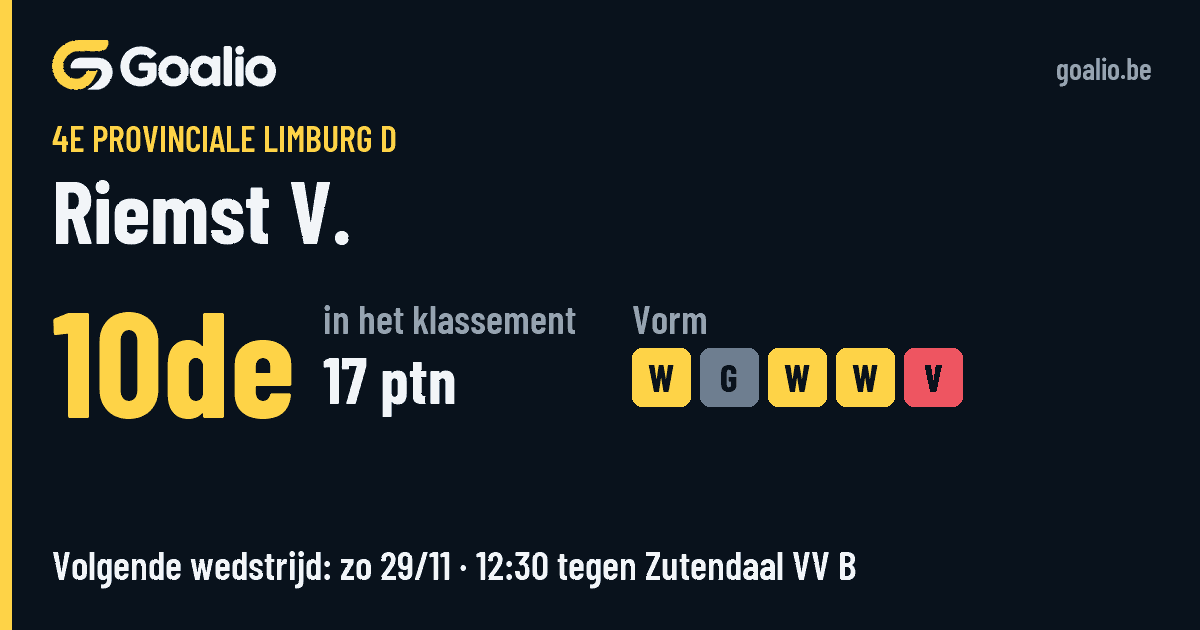 Goalio
goalio.be
4E PROVINCIALE LIMBURG D
Riemst V.
10de
in het klassement
17 ptn
Vorm
W G W W V
Volgende wedstrijd: zo 29/11 · 12:30 tegen Zutendaal VV B